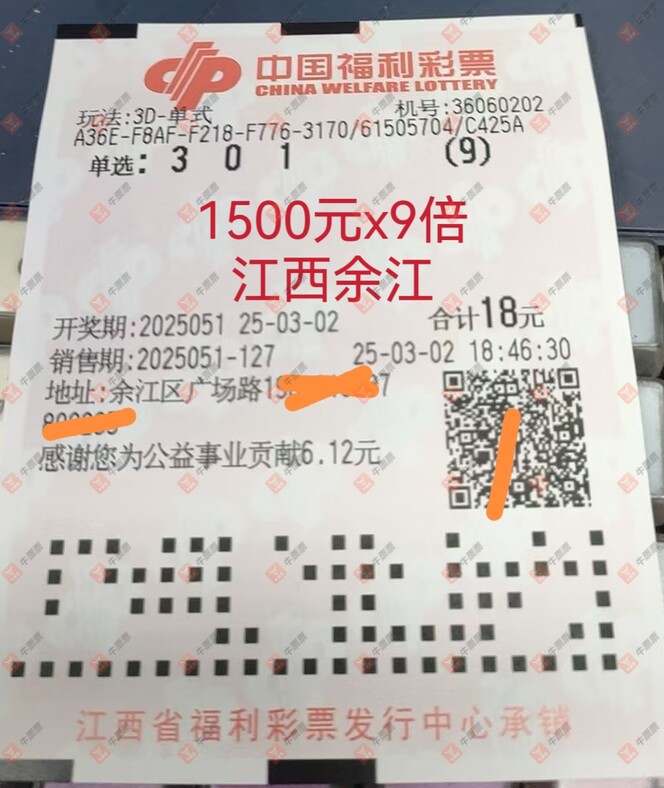 中国福利彩票
CHINA WELFARE LOTTERY
玩法:3D-单式 机号:36060202
A36E-F8AF-F218-F776-3170/61505704/C425A
单选: 3 0 1 (9)
1500元x9倍
江西余江
开奖期:2025051 25-03-02 合计18元
销售期:2025051-127 25-03-02 18:46:30
地址:余江区广场路
感谢您为公益事业贡献6.12元
江西省福利彩票发行中心承销
牛彩票